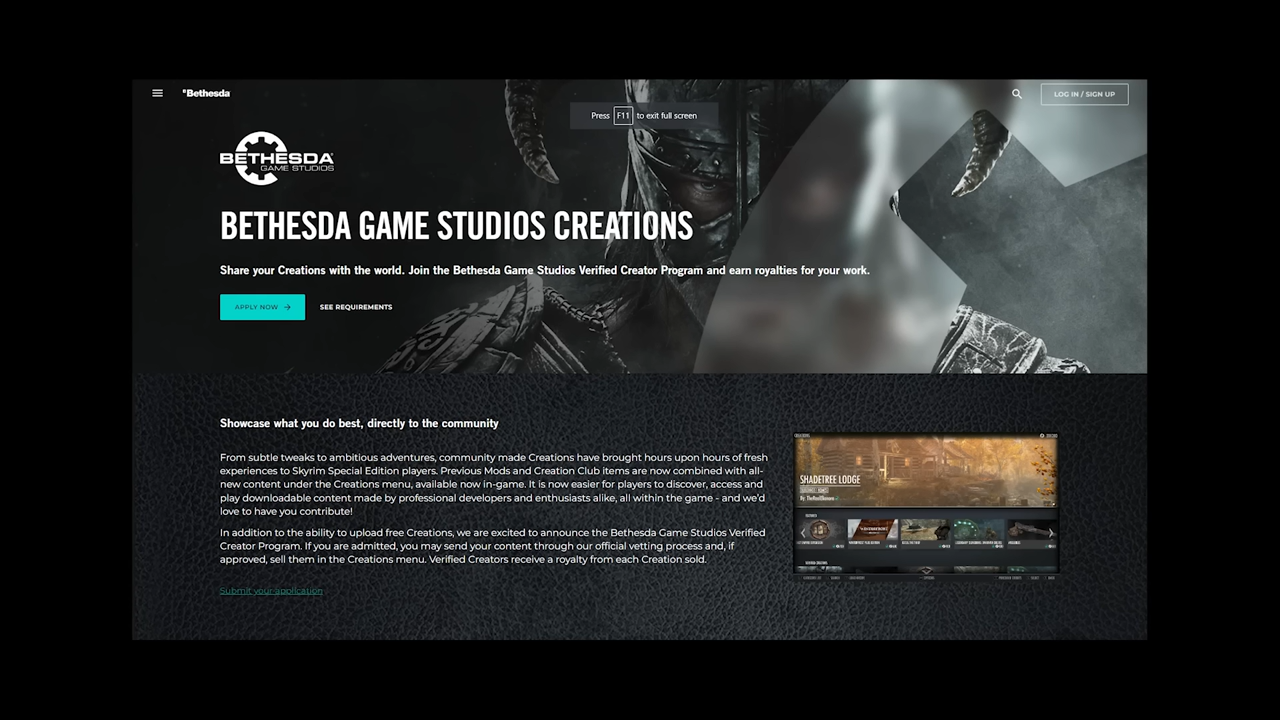 Bethesda
LOG IN / SIGN UP
Press F11 to exit full screen
BETHESDA
GAME STUDIOS
BETHESDA GAME STUDIOS CREATIONS
Share your Creations with the world. Join the Bethesda Game Studios Verified Creator Program and earn royalties for your work.
APPLY NOW
SEE REQUIREMENTS
Showcase what you do best, directly to the community
From subtle tweaks to ambitious adventures, community made Creations have brought hours upon hours of fresh
experiences to Skyrim Special Edition players. Previous Mods and Creation Club items are now combined with all-
new content under the Creations menu, available now in-game. It is now easier for players to discover, access and
play downloadable content made by professional developers and enthusiasts alike, all within the game - and we'd
love to have you contribute!
In addition to the ability to upload free Creations, we are excited to announce the Bethesda Game Studios Verified
Creator Program. If you are admitted, you may send your content through our official vetting process and, if
approved, sell them in the Creations menu. Verified Creators receive a royalty from each Creation sold.
Submit your application
CREATIONS
SHADETREE LODGE
FEATURED